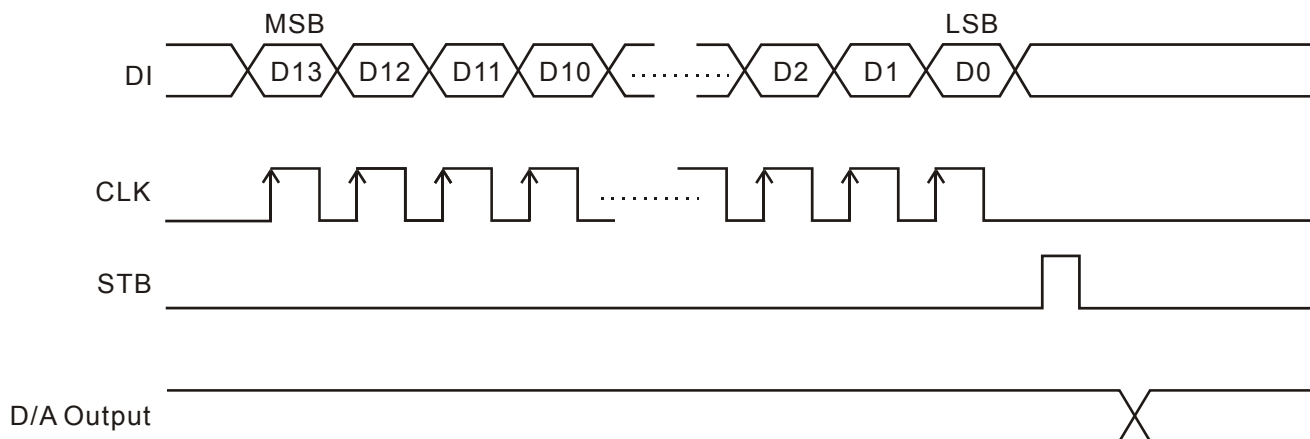 MSB LSB
DI D13 D12 D11 D10 D2 D1 D0
CLK
STB
D/A Output